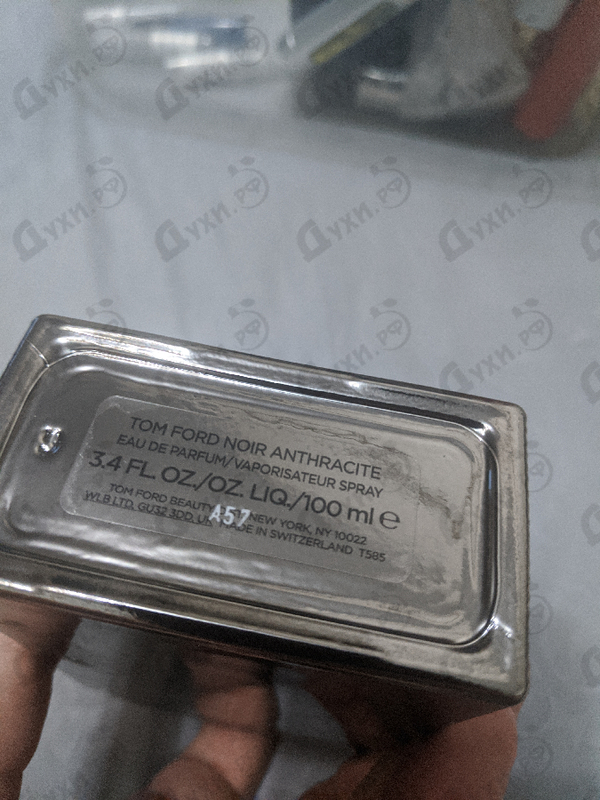 TOM FORD NOIR ANTHRACITE
EAU DE PARFUM/VAPORISATEUR SPRAY
3.4 FL OZ./OZ. LIQ./100 ml ℮
TOM FORD BEAUTY NEW YORK, NY 10022
WLB LTD, GU32 3DD, UK MADE IN SWITZERLAND T585
A57
Духи.рф